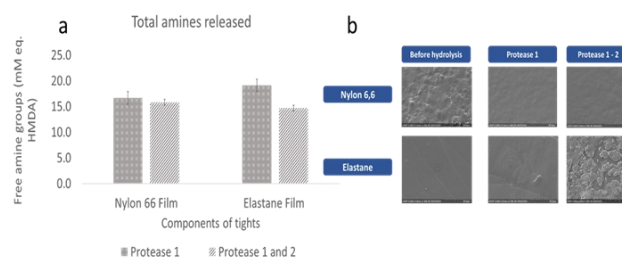 a
Total amines released
Free amine groups (mM eq.
HMDA)
25.0
20.0
15.0
10.0
5.0
0.0
Nylon 66 Film
Elastane Film
Components of tights
Protease 1
Protease 1 and 2
b
Before hydrolysis
Protease 1
Protease 1 - 2
Nylon 6,6
Elastane